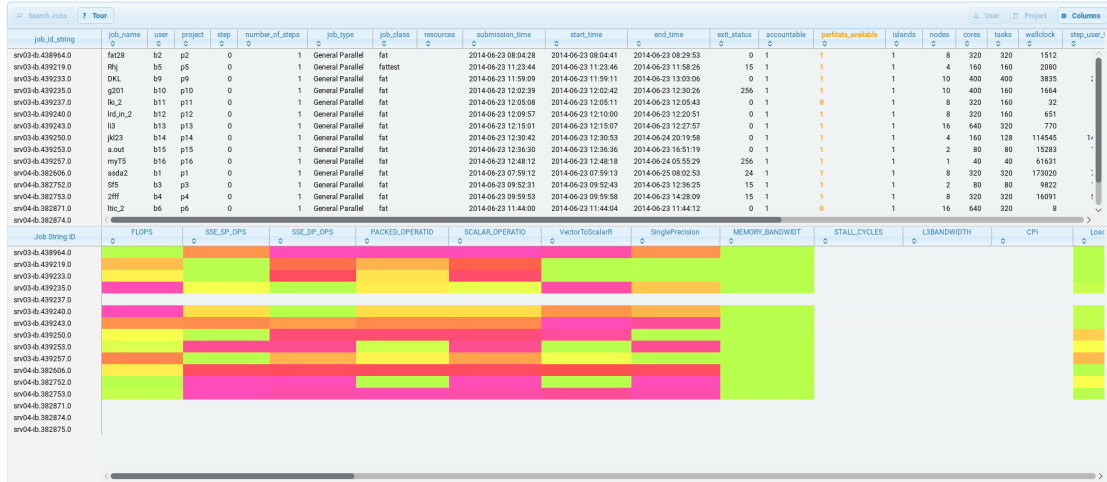 Search Jobs ? Tour User Project Columns
job_id_string job_name user project step number_of_steps job_type job_class resources submission_time start_time end_time exit_status accountable perfdata_available islands nodes cores tasks wallclock step_user_t
srv03-ib.438964.0 fat28 b2 p2 0 1 General Parallel fat 2014-06-23 08:04:28 2014-06-23 08:04:41 2014-06-23 08:29:53 0 1 1 1 8 320 320 1512
srv03-ib.439219.0 Rhj b5 p5 0 1 General Parallel fattest 2014-06-23 11:23:44 2014-06-23 11:23:46 2014-06-23 11:58:26 15 1 1 1 4 160 160 2080
srv03-ib.439233.0 DKL b9 p9 0 1 General Parallel fat 2014-06-23 11:59:09 2014-06-23 11:59:11 2014-06-23 13:03:06 0 1 1 1 10 400 400 3835
srv03-ib.439235.0 g201 b10 p10 0 1 General Parallel fat 2014-06-23 12:02:39 2014-06-23 12:02:42 2014-06-23 12:30:26 256 1 1 1 10 400 160 1664
srv03-ib.439237.0 lki_2 b11 p11 0 1 General Parallel fat 2014-06-23 12:05:08 2014-06-23 12:05:11 2014-06-23 12:05:43 0 1 0 1 8 320 160 32
srv03-ib.439240.0 lrd_in_2 b12 p12 0 1 General Parallel fat 2014-06-23 12:09:57 2014-06-23 12:10:00 2014-06-23 12:20:51 0 1 1 1 8 320 160 651
srv03-ib.439243.0 li3 b13 p13 0 1 General Parallel fat 2014-06-23 12:15:01 2014-06-23 12:15:07 2014-06-23 12:27:57 0 1 1 1 16 640 320 770
srv03-ib.439250.0 jkl23 b14 p14 0 1 General Parallel fat 2014-06-23 12:30:42 2014-06-23 12:30:53 2014-06-24 20:19:58 0 1 1 1 4 160 128 114545 14
srv03-ib.439253.0 a.out b15 p15 0 1 General Parallel fat 2014-06-23 12:36:30 2014-06-23 12:36:36 2014-06-23 16:51:19 0 1 1 1 2 80 80 15283
srv03-ib.439257.0 myT5 b16 p16 0 1 General Parallel fat 2014-06-23 12:48:12 2014-06-23 12:48:18 2014-06-24 05:55:29 256 1 1 1 1 40 40 61631
srv04-ib.382606.0 asda2 b1 p1 0 1 General Parallel fat 2014-06-23 07:59:12 2014-06-23 07:59:13 2014-06-25 08:02:53 24 1 1 1 8 320 320 173020
srv04-ib.382752.0 Sf5 b3 p3 0 1 General Parallel fat 2014-06-23 09:52:31 2014-06-23 09:52:43 2014-06-23 12:36:25 15 1 1 1 2 80 80 9822
srv04-ib.382753.0 2fff b4 p4 0 1 General Parallel fat 2014-06-23 09:59:53 2014-06-23 09:59:58 2014-06-23 14:28:09 15 1 1 1 8 320 320 16091
srv04-ib.382871.0 ltic_2 b6 p6 0 1 General Parallel fat 2014-06-23 11:44:00 2014-06-23 11:44:04 2014-06-23 11:44:12 0 1 0 1 16 640 320 8
srv04-ib.382874.0
Job String ID FLOPS SSE_SP_OPS SSE_DP_OPS PACKED_OPERATIO SCALAR_OPERATIO VectorToScalarR SinglePrecision MEMORY_BANDWIDT STALL_CYCLES L3BANDWIDTH CPI Loac
srv03-ib.438964.0
srv03-ib.439219.0
srv03-ib.439233.0
srv03-ib.439235.0
srv03-ib.439237.0
srv03-ib.439240.0
srv03-ib.439243.0
srv03-ib.439250.0
srv03-ib.439253.0
srv03-ib.439257.0
srv04-ib.382606.0
srv04-ib.382752.0
srv04-ib.382753.0
srv04-ib.382871.0
srv04-ib.382874.0
srv04-ib.382875.0